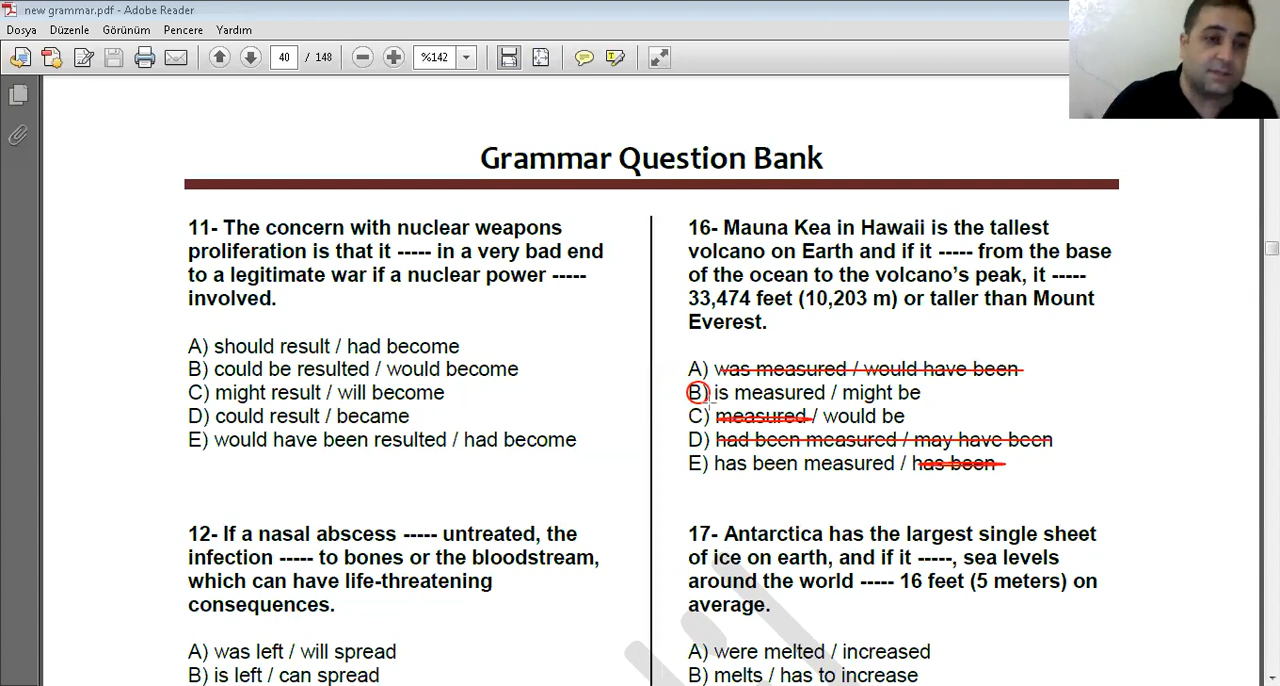 new grammar.pdf - Adobe Reader
Dosya Düzenle Görünüm Pencere Yardım
40 / 148 %142
Grammar Question Bank
11- The concern with nuclear weapons
proliferation is that it ----- in a very bad end
to a legitimate war if a nuclear power -----
involved.
A) should result / had become
B) could be resulted / would become
C) might result / will become
D) could result / became
E) would have been resulted / had become
12- If a nasal abscess ----- untreated, the
infection ----- to bones or the bloodstream,
which can have life-threatening
consequences.
A) was left / will spread
B) is left / can spread
16- Mauna Kea in Hawaii is the tallest
volcano on Earth and if it ----- from the base
of the ocean to the volcano’s peak, it -----
33,474 feet (10,203 m) or taller than Mount
Everest.
A) was measured / would have been
B) is measured / might be
C) measured / would be
D) had been measured / may have been
E) has been measured / has been
17- Antarctica has the largest single sheet
of ice on earth, and if it -----, sea levels
around the world ----- 16 feet (5 meters) on
average.
A) were melted / increased
B) melts / has to increase